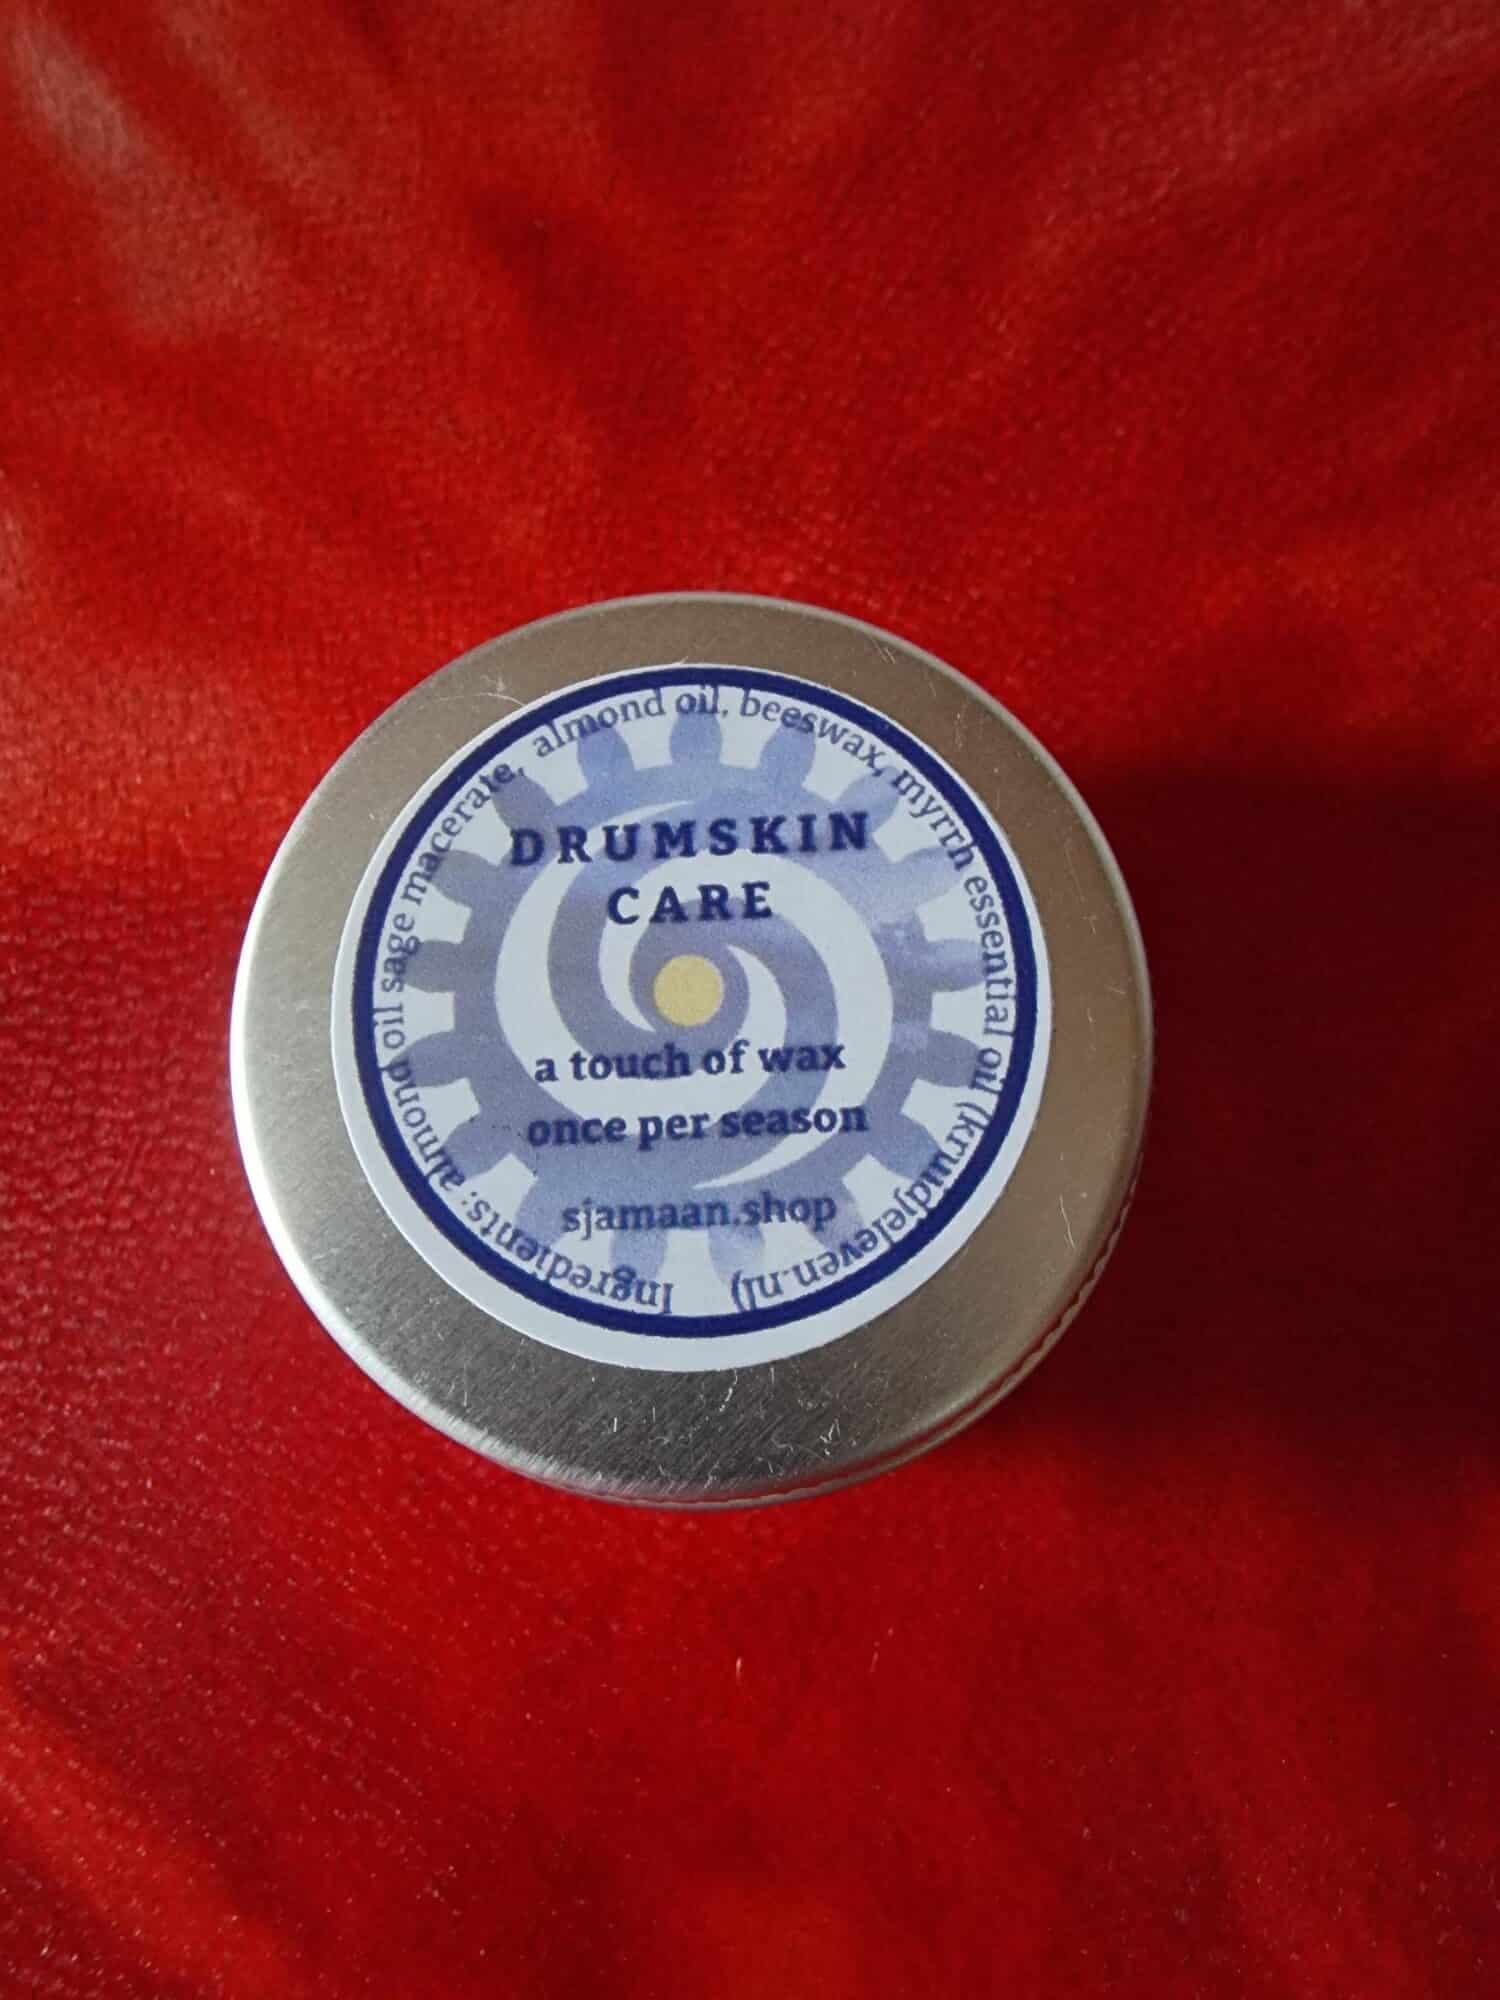 DRUMSKIN
CARE
a touch of wax
once per season
sjamaan.shop
Ingredients: almond oil sage macerate, almond oil, beeswax, myrrh essential oil (kruidjeleven.nl)